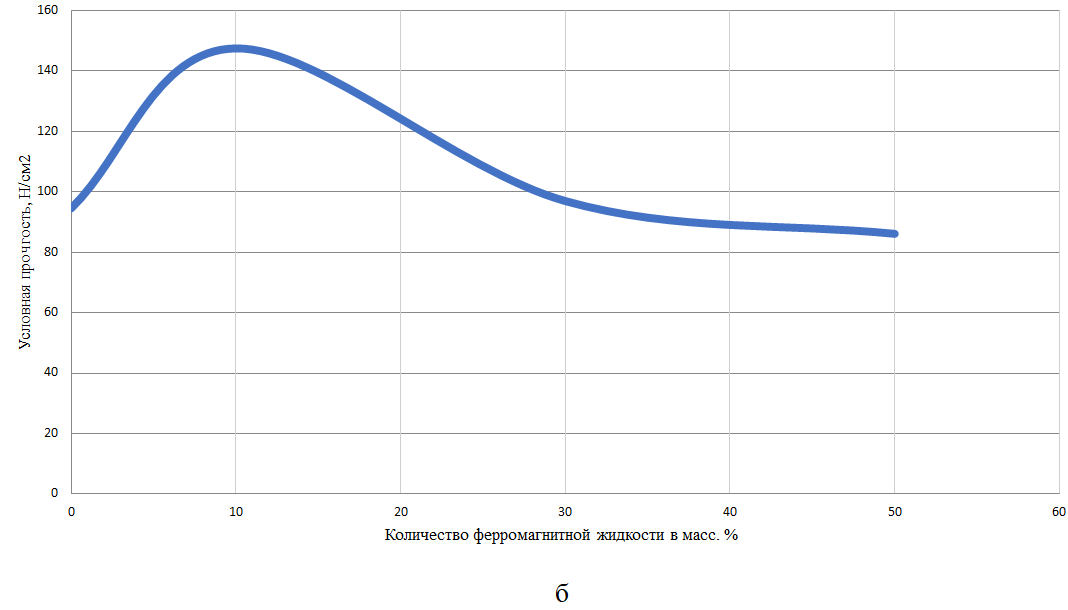 160
140
120
100
80
60
40
20
0
Условная прочгость, Н/см2
0 10 20 30 40 50 60
Количество ферромагнитной жидкости в масс. %
б